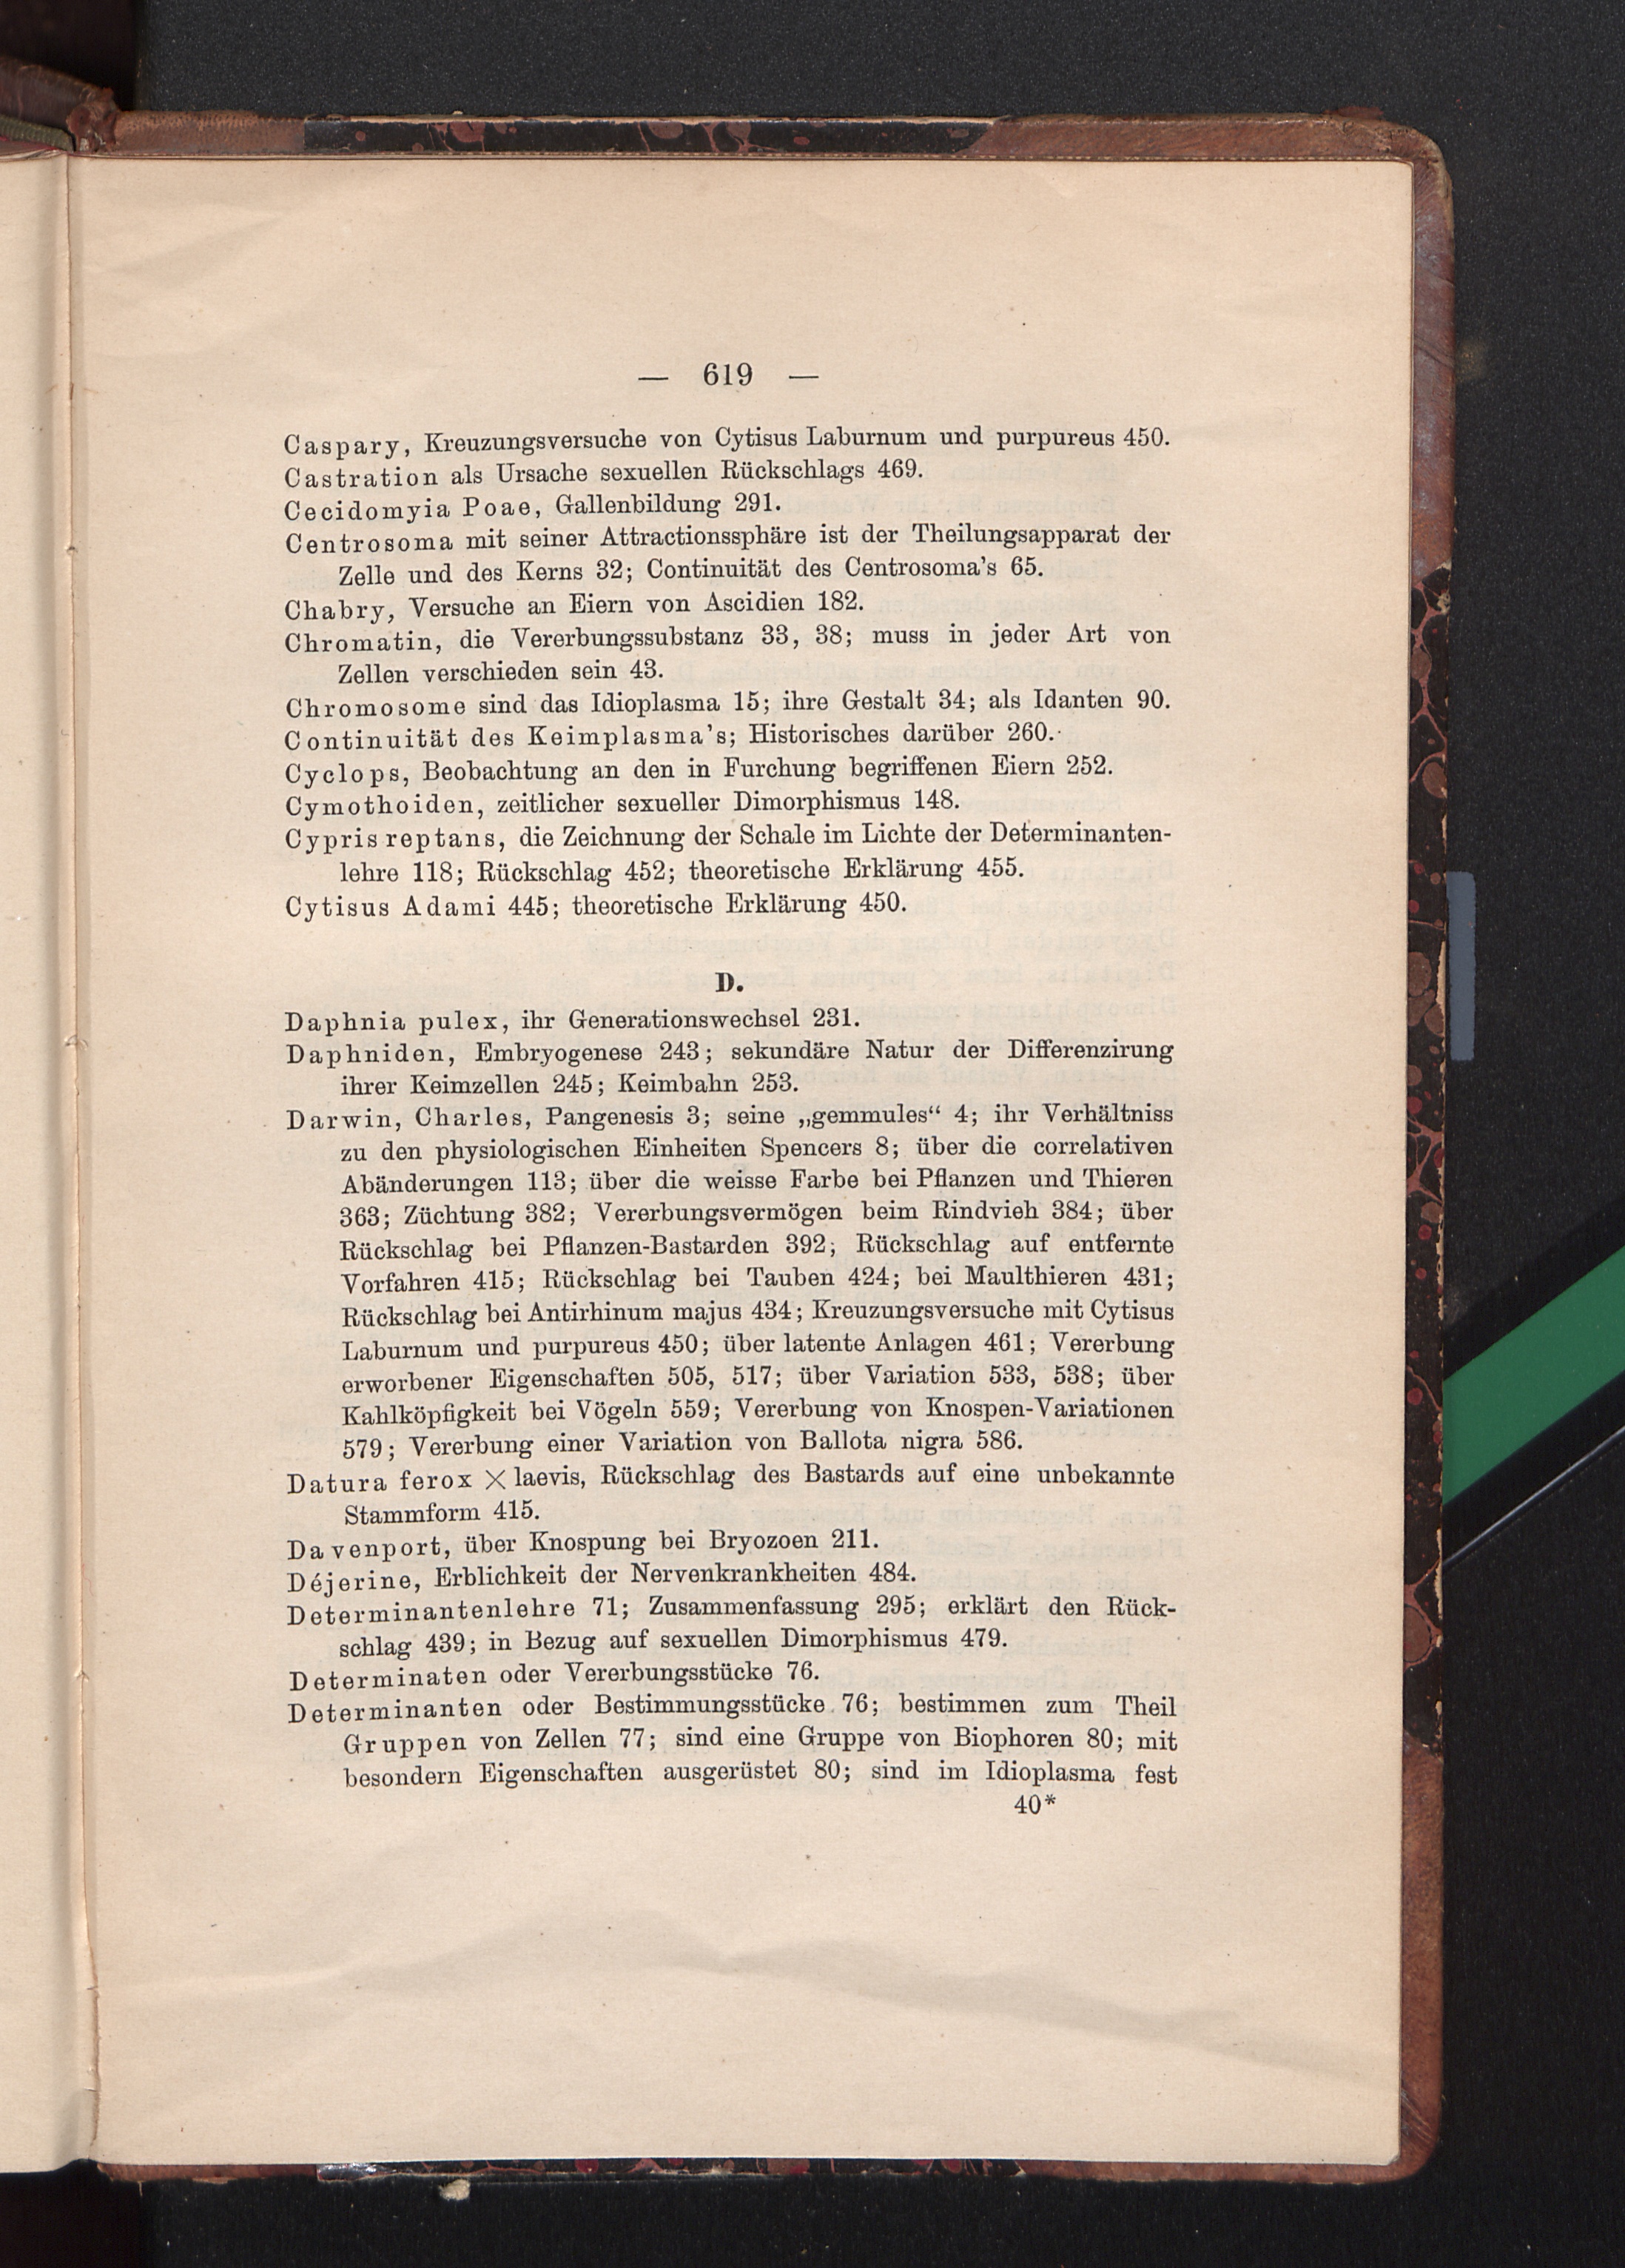 — 619 —
Caspary, Kreuzungsversuche von Cytisus Laburnum und purpureus 450.
Castration als Ursache sexuellen Rückschlags 469.
Cecidomyia Poae, Gallenbildung 291.
Centrosoma mit seiner Attractionssphäre ist der Theilungsapparat der
Zelle und des Kerns 32; Continuität des Centrosoma's 65.
Chabry, Versuche an Eiern von Ascidien 182.
Chromatin, die Vererbungssubstanz 33, 38; muss in jeder Art von
Zellen verschieden sein 43.
Chromosome sind das Idioplasma 15; ihre Gestalt 34; als Idanten 90.
Continuität des Keimplasma's; Historisches darüber 260.
Cyclops, Beobachtung an den in Furchung begriffenen Eiern 252.
Cymothoiden, zeitlicher sexueller Dimorphismus 148.
Cypris reptans, die Zeichnung der Schale im Lichte der Determinanten-
lehre 118; Rückschlag 452; theoretische Erklärung 455.
Cytisus Adami 445; theoretische Erklärung 450.
D.
Daphnia pulex, ihr Generationswechsel 231.
Daphniden, Embryogenese 243; sekundäre Natur der Differenzirung
ihrer Keimzellen 245; Keimbahn 253.
Darwin, Charles, Pangenesis 3; seine „gemmules“ 4; ihr Verhältniss
zu den physiologischen Einheiten Spencers 8; über die correlativen
Abänderungen 113; über die weisse Farbe bei Pflanzen und Thieren
363; Züchtung 382; Vererbungsvermögen beim Rindvieh 384; über
Rückschlag bei Pflanzen-Bastarden 392; Rückschlag auf entfernte
Vorfahren 415; Rückschlag bei Tauben 424; bei Maulthieren 431;
Rückschlag bei Antirhinum majus 434; Kreuzungsversuche mit Cytisus
Laburnum und purpureus 450; über latente Anlagen 461; Vererbung
erworbener Eigenschaften 505, 517; über Variation 533, 538; über
Kahlköpfigkeit bei Vögeln 559; Vererbung von Knospen-Variationen
579; Vererbung einer Variation von Ballota nigra 586.
Datura ferox × laevis, Rückschlag des Bastards auf eine unbekannte
Stammform 415.
Davenport, über Knospung bei Bryozoen 211.
Déjerine, Erblichkeit der Nervenkrankheiten 484.
Determinantenlehre 71; Zusammenfassung 295; erklärt den Rück-
schlag 439; in Bezug auf sexuellen Dimorphismus 479.
Determinaten oder Vererbungsstücke 76.
Determinanten oder Bestimmungsstücke 76; bestimmen zum Theil
Gruppen von Zellen 77; sind eine Gruppe von Biophoren 80; mit
besondern Eigenschaften ausgerüstet 80; sind im Idioplasma fest
40*